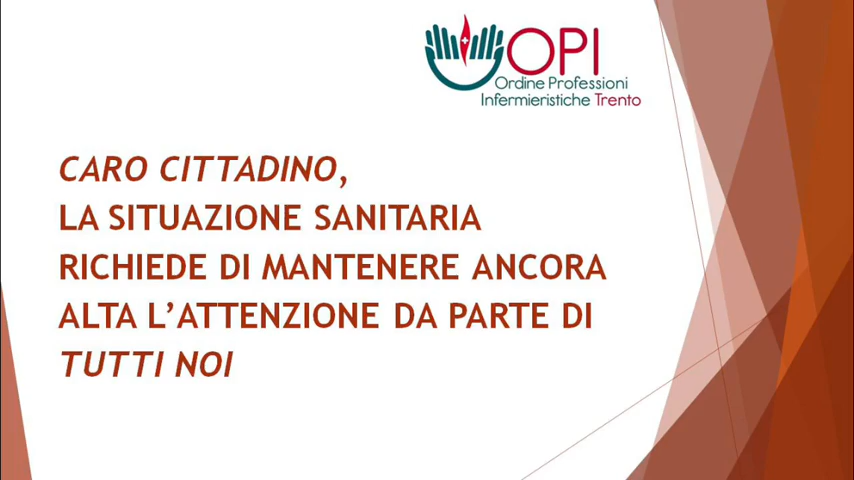 OPI
Ordine Professioni
Infermieristiche Trento
CARO CITTADINO,
LA SITUAZIONE SANITARIA
RICHIEDE DI MANTENERE ANCORA
ALTA L'ATTENZIONE DA PARTE DI
TUTTI NOI